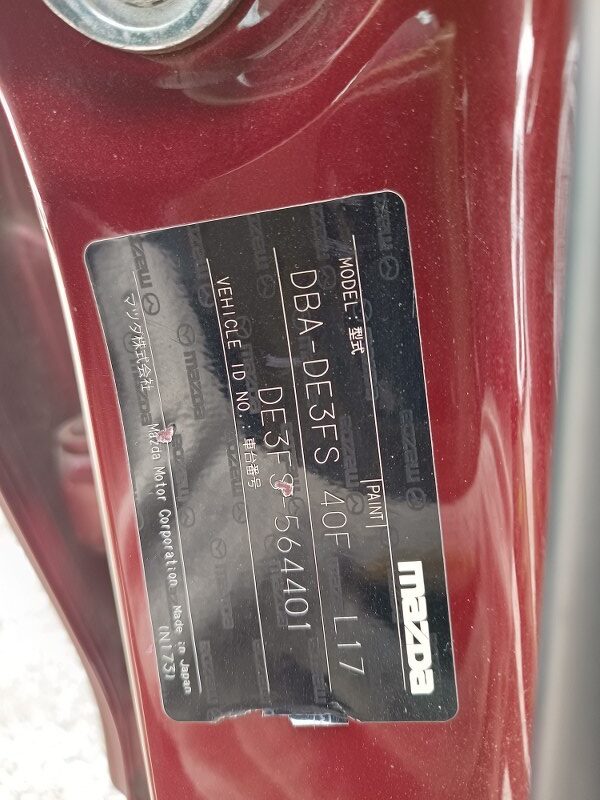 mazda
MODEL: 型式
PAINT
DBA-DE3FS 40F L17
VEHICLE ID NO.: 車台番号
DE3FS-564401
マツダ株式会社 Mazda Motor Corporation Made in Japan
(N173)